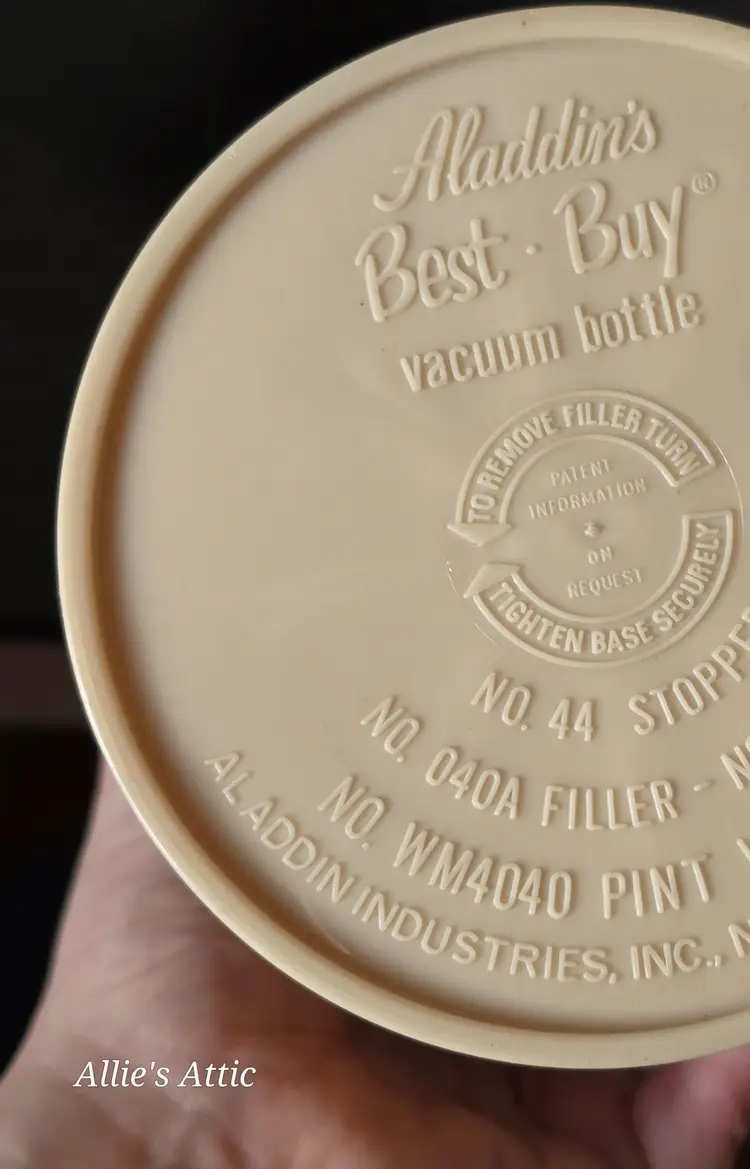 Aladdin's
Best · Buy®
vacuum bottle
TO REMOVE FILLER TURN
PATENT
INFORMATION
ON
REQUEST
TIGHTEN BASE SECURELY
NO. 44 STOPPE
NO. 040A FILLER - N
NO. WM4040 PINT
ALADDIN INDUSTRIES, INC., N
Allie's Attic